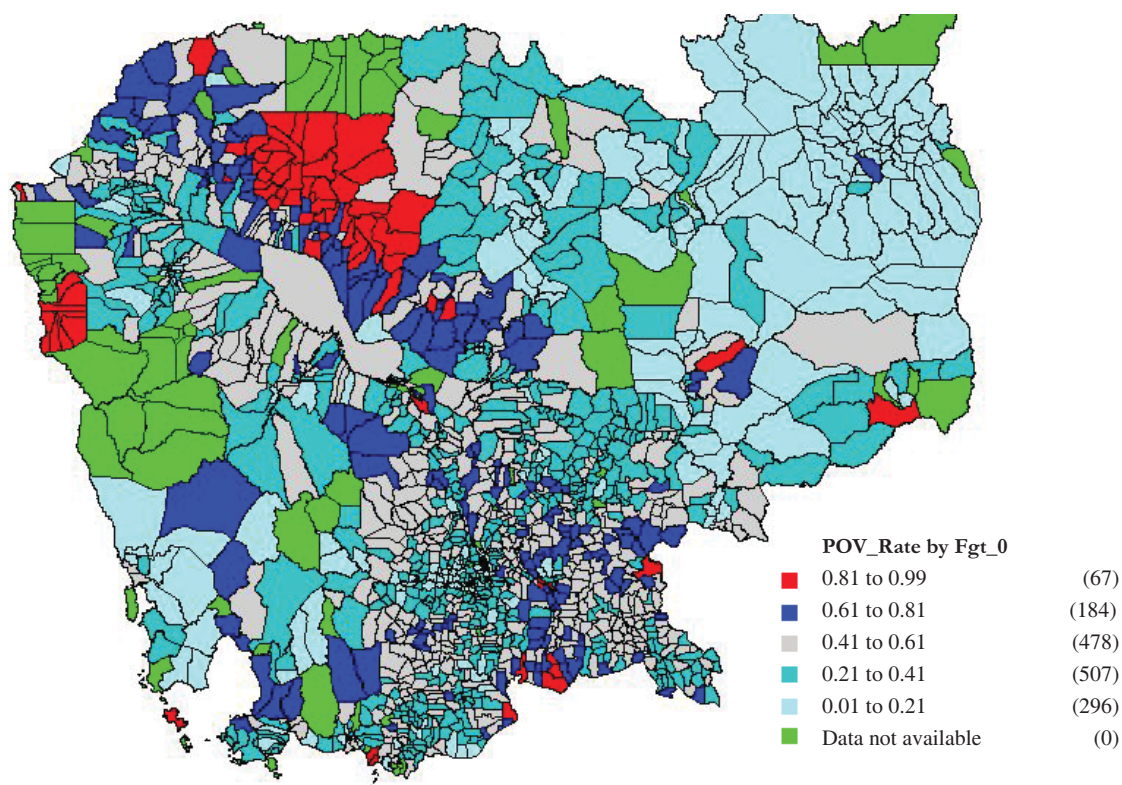 POV_Rate by Fgt_0
0.81 to 0.99 (67)
0.61 to 0.81 (184)
0.41 to 0.61 (478)
0.21 to 0.41 (507)
0.01 to 0.21 (296)
Data not available (0)